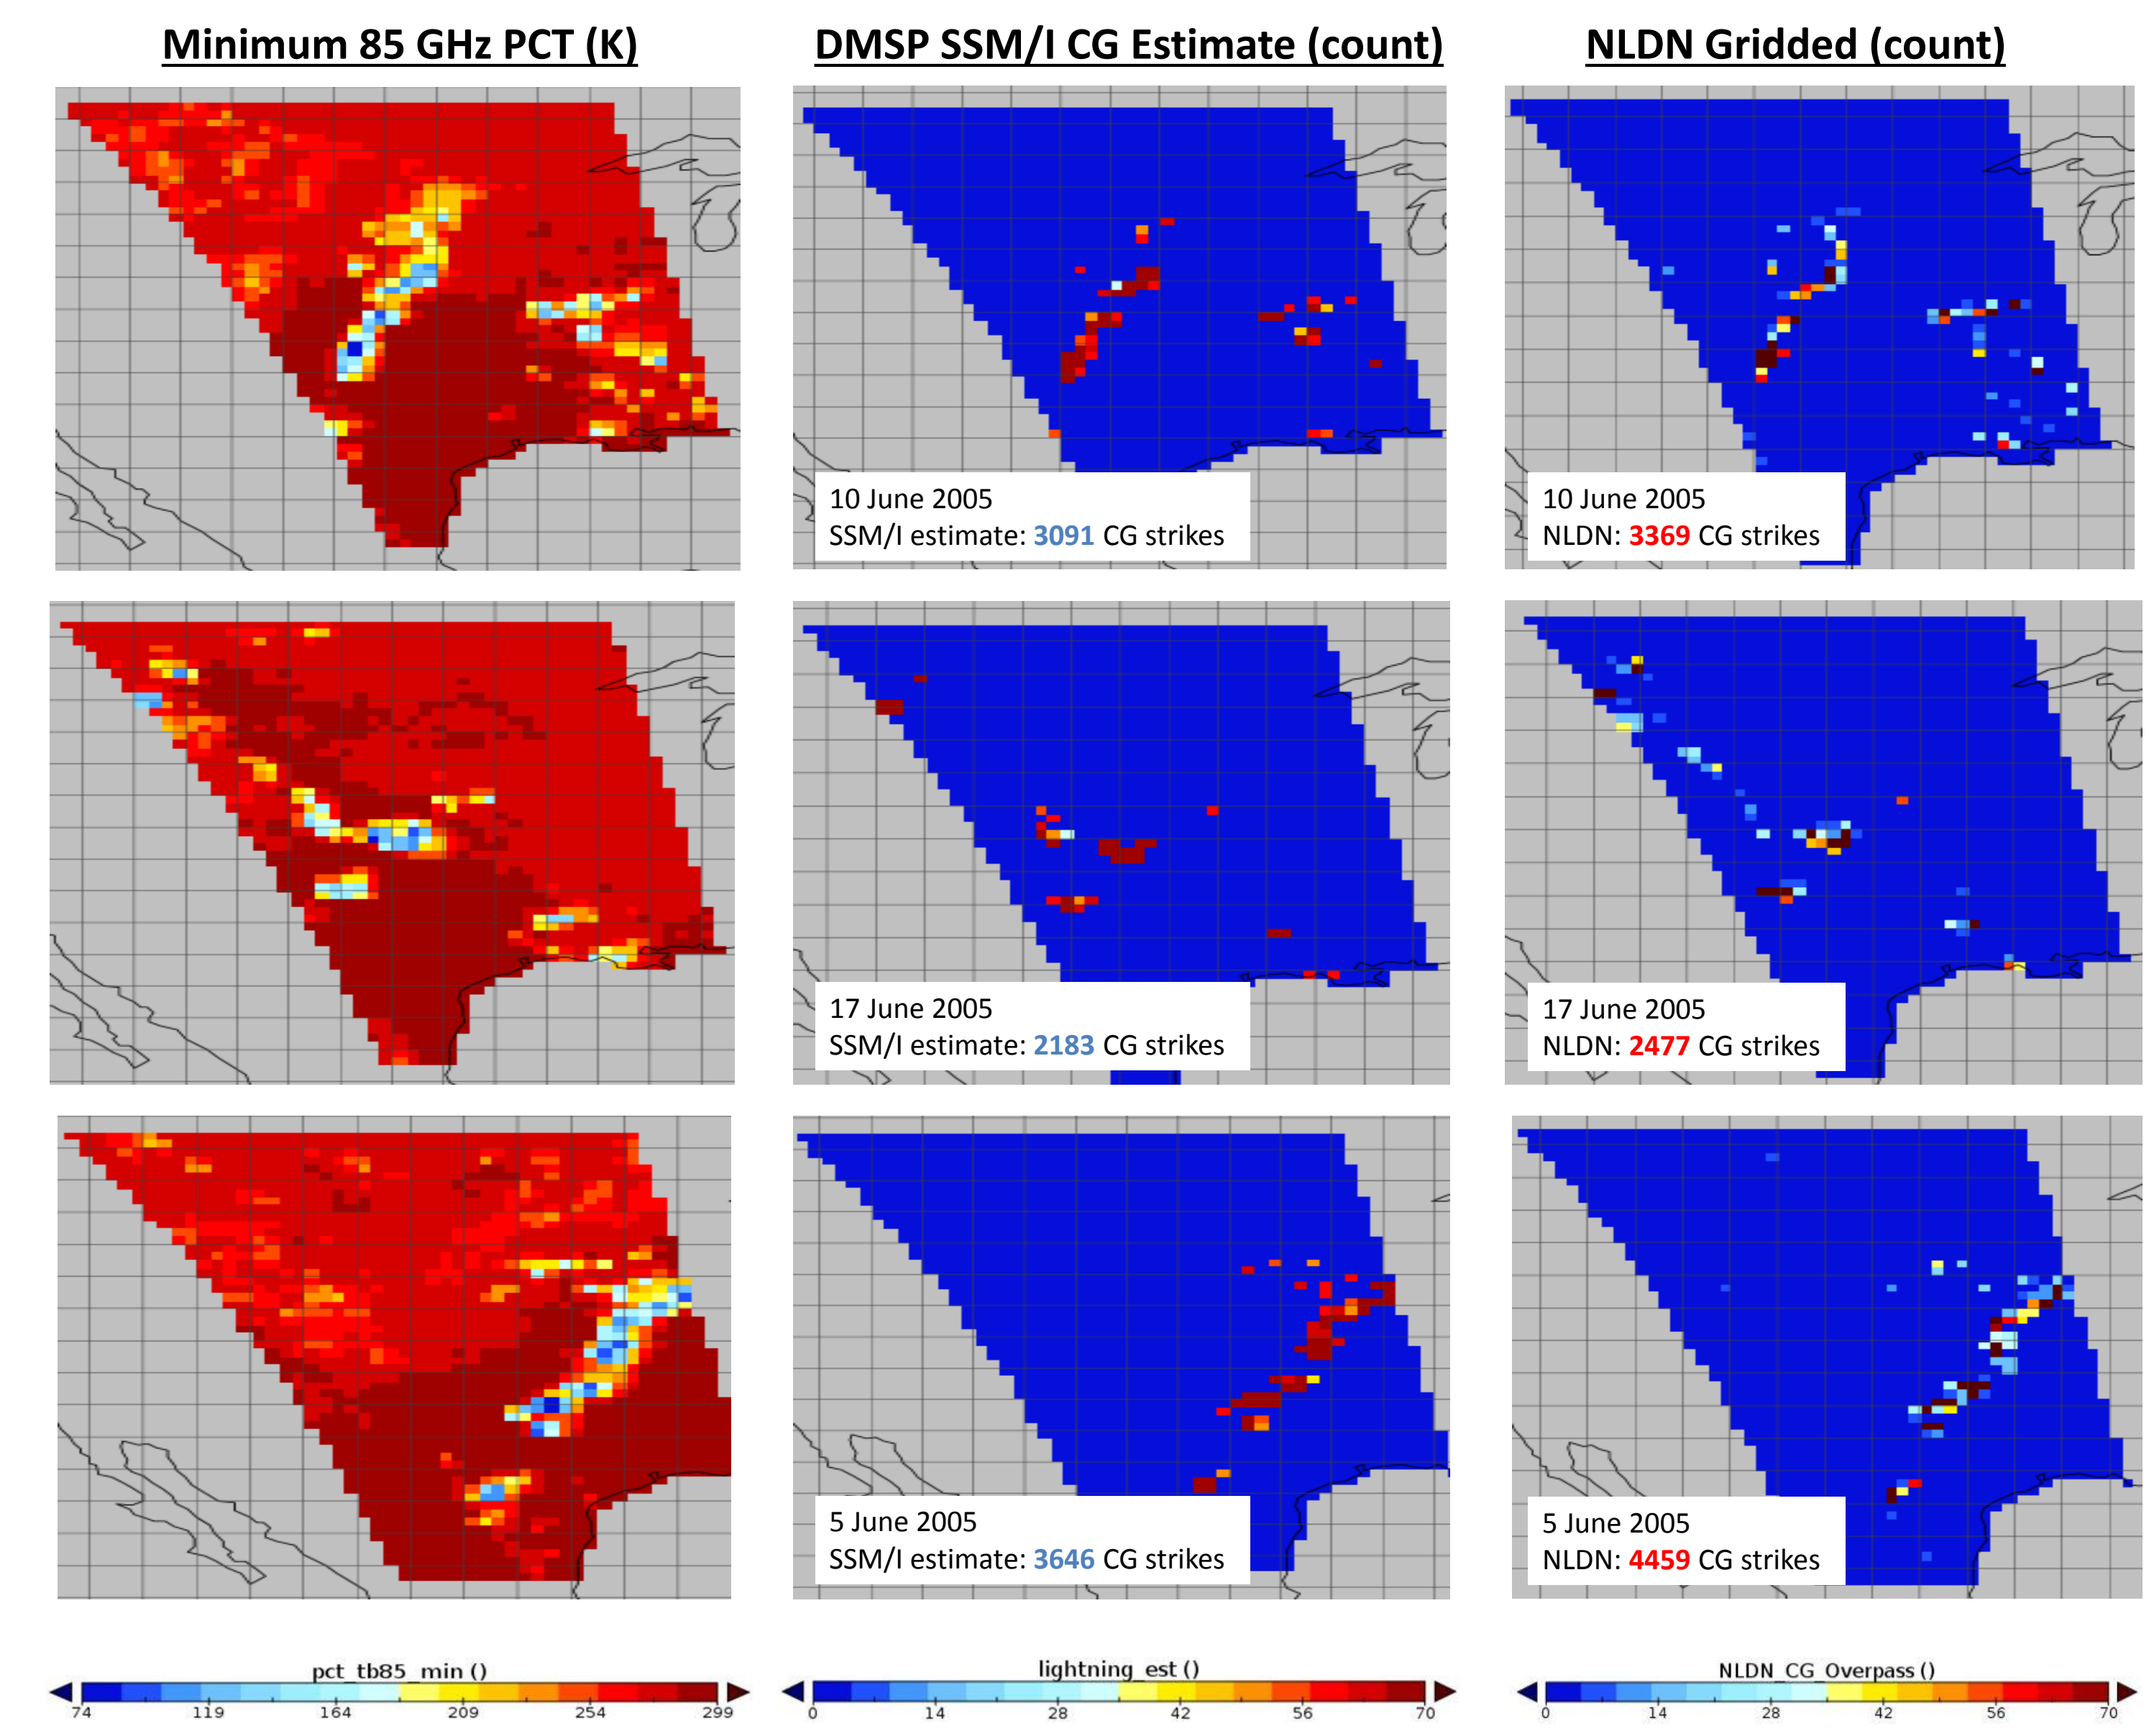 Minimum 85 GHz PCT (K)
DMSP SSM/I CG Estimate (count)
NLDN Gridded (count)
10 June 2005
SSM/I estimate: 3091 CG strikes
10 June 2005
NLDN: 3369 CG strikes
17 June 2005
SSM/I estimate: 2183 CG strikes
17 June 2005
NLDN: 2477 CG strikes
5 June 2005
SSM/I estimate: 3646 CG strikes
5 June 2005
NLDN: 4459 CG strikes
pct_tb85_min ()
74 119 164 209 254 299
lightning_est ()
0 14 28 42 56 70
NLDN_CG_Overpass ()
0 14 28 42 56 70